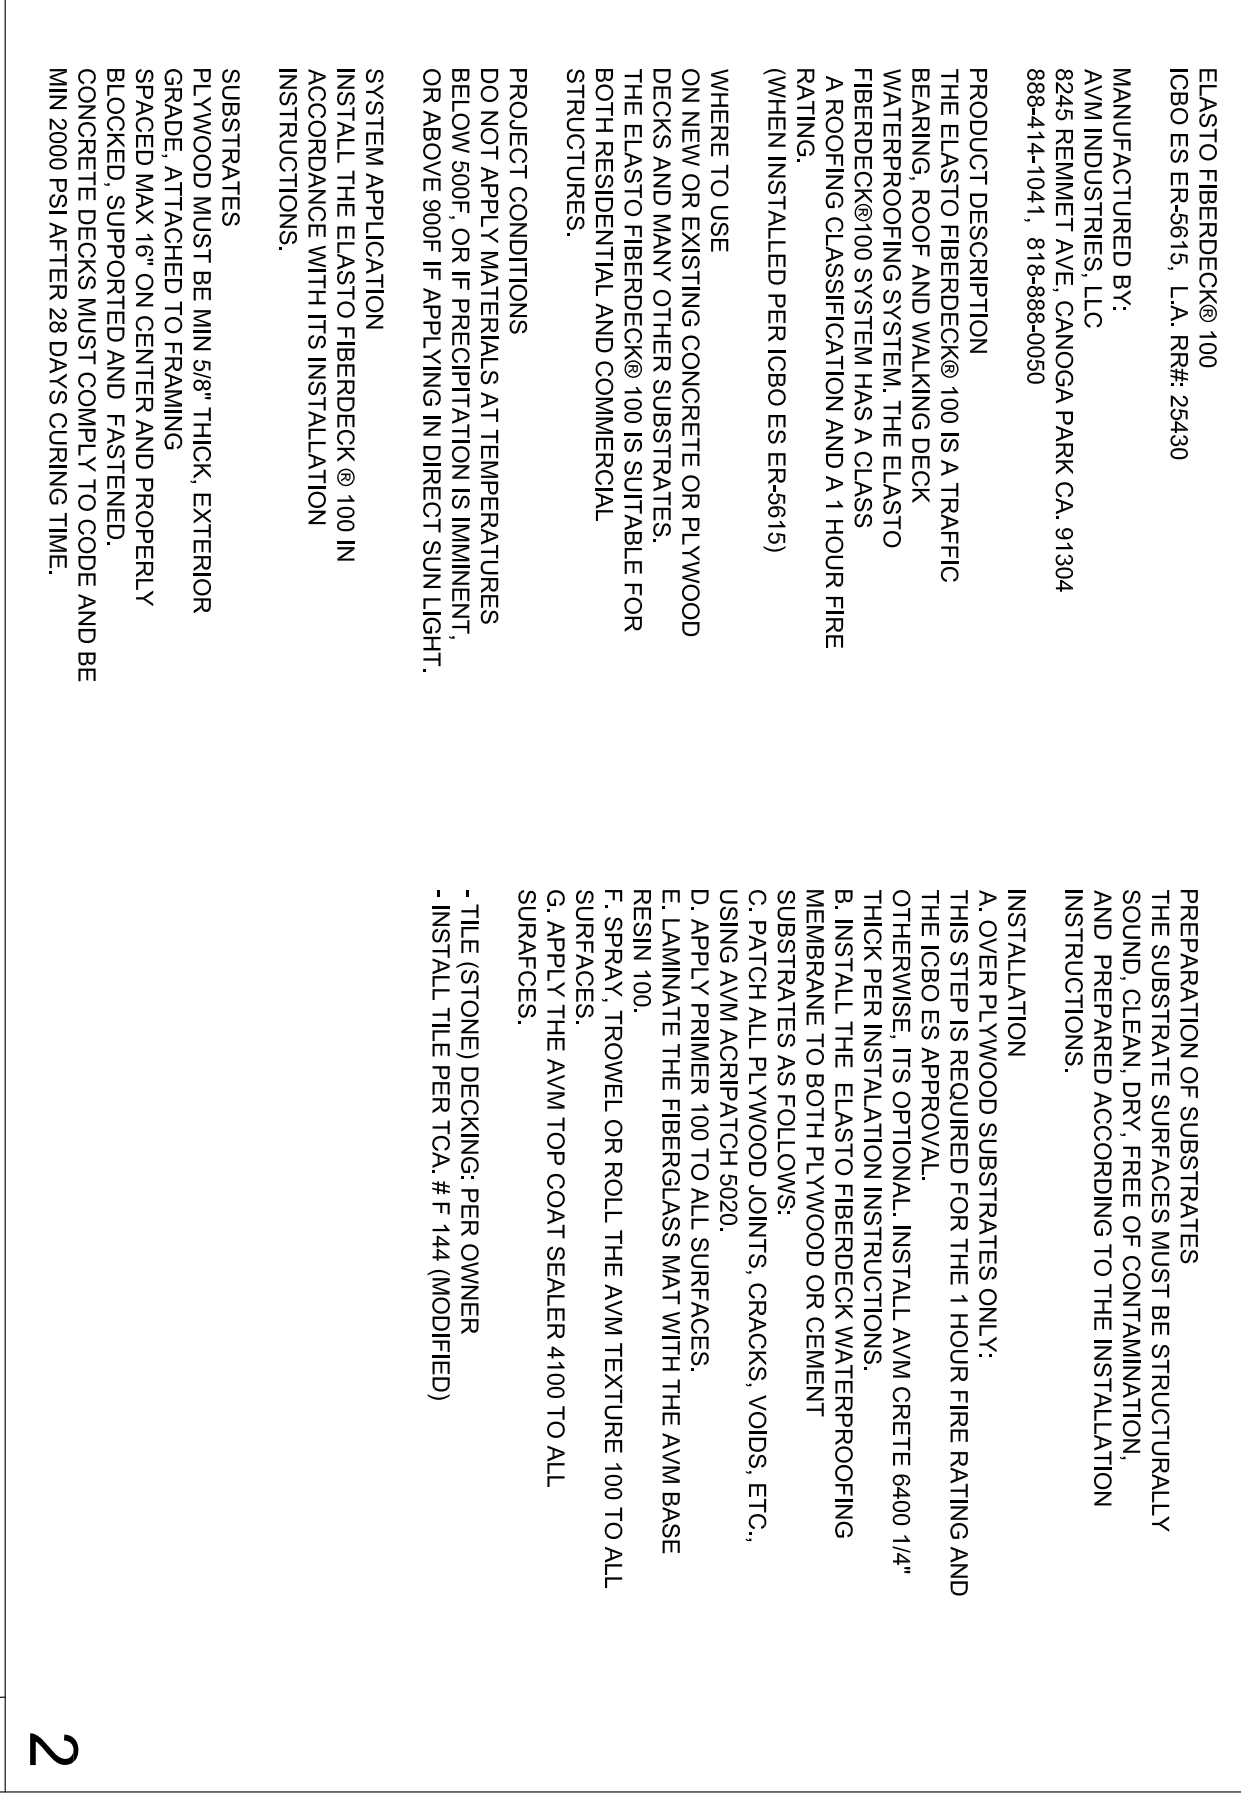 ELASTO FIBERDECK® 100
ICBO ES ER-5615, L.A. RR#: 25430
MANUFACTURED BY:
AVM INDUSTRIES, LLC
8245 REMMET AVE, CANOGA PARK CA. 91304
888-414-1041, 818-888-0050
PRODUCT DESCRIPTION
THE ELASTO FIBERDECK® 100 IS A TRAFFIC
BEARING, ROOF AND WALKING DECK
WATERPROOFING SYSTEM. THE ELASTO
FIBERDECK®100 SYSTEM HAS A CLASS
A ROOFING CLASSIFICATION AND A 1 HOUR FIRE
RATING.
(WHEN INSTALLED PER ICBO ES ER-5615)
WHERE TO USE
ON NEW OR EXISTING CONCRETE OR PLYWOOD
DECKS AND MANY OTHER SUBSTRATES.
THE ELASTO FIBERDECK® 100 IS SUITABLE FOR
BOTH RESIDENTIAL AND COMMERCIAL
STRUCTURES.
PROJECT CONDITIONS
DO NOT APPLY MATERIALS AT TEMPERATURES
BELOW 500F, OR IF PRECIPITATION IS IMMINENT,
OR ABOVE 900F IF APPLYING IN DIRECT SUN LIGHT.
SYSTEM APPLICATION
INSTALL THE ELASTO FIBERDECK ® 100 IN
ACCORDANCE WITH ITS INSTALLATION
INSTRUCTIONS.
SUBSTRATES
PLYWOOD MUST BE MIN 5/8" THICK, EXTERIOR
GRADE, ATTACHED TO FRAMING
SPACED MAX 16" ON CENTER AND PROPERLY
BLOCKED, SUPPORTED AND FASTENED.
CONCRETE DECKS MUST COMPLY TO CODE AND BE
MIN 2000 PSI AFTER 28 DAYS CURING TIME.
PREPARATION OF SUBSTRATES
THE SUBSTRATE SURFACES MUST BE STRUCTURALLY
SOUND, CLEAN, DRY, FREE OF CONTAMINATION,
AND PREPARED ACCORDING TO THE INSTALLATION
INSTRUCTIONS.
INSTALLATION
A. OVER PLYWOOD SUBSTRATES ONLY:
THIS STEP IS REQUIRED FOR THE 1 HOUR FIRE RATING AND
THE ICBO ES APPROVAL.
OTHERWISE, ITS OPTIONAL. INSTALL AVM CRETE 6400 1/4"
THICK PER INSTALATION INSTRUCTIONS.
B. INSTALL THE ELASTO FIBERDECK WATERPROOFING
MEMBRANE TO BOTH PLYWOOD OR CEMENT
SUBSTRATES AS FOLLOWS:
C. PATCH ALL PLYWOOD JOINTS, CRACKS, VOIDS, ETC.,
USING AVM ACRIPATCH 5020.
D. APPLY PRIMER 100 TO ALL SURFACES.
E. LAMINATE THE FIBERGLASS MAT WITH THE AVM BASE
RESIN 100.
F. SPRAY, TROWEL OR ROLL THE AVM TEXTURE 100 TO ALL
SURFACES.
G. APPLY THE AVM TOP COAT SEALER 4100 TO ALL
SURAFCES.
- TILE (STONE) DECKING: PER OWNER
- INSTALL TILE PER TCA. # F 144 (MODIFIED)
2